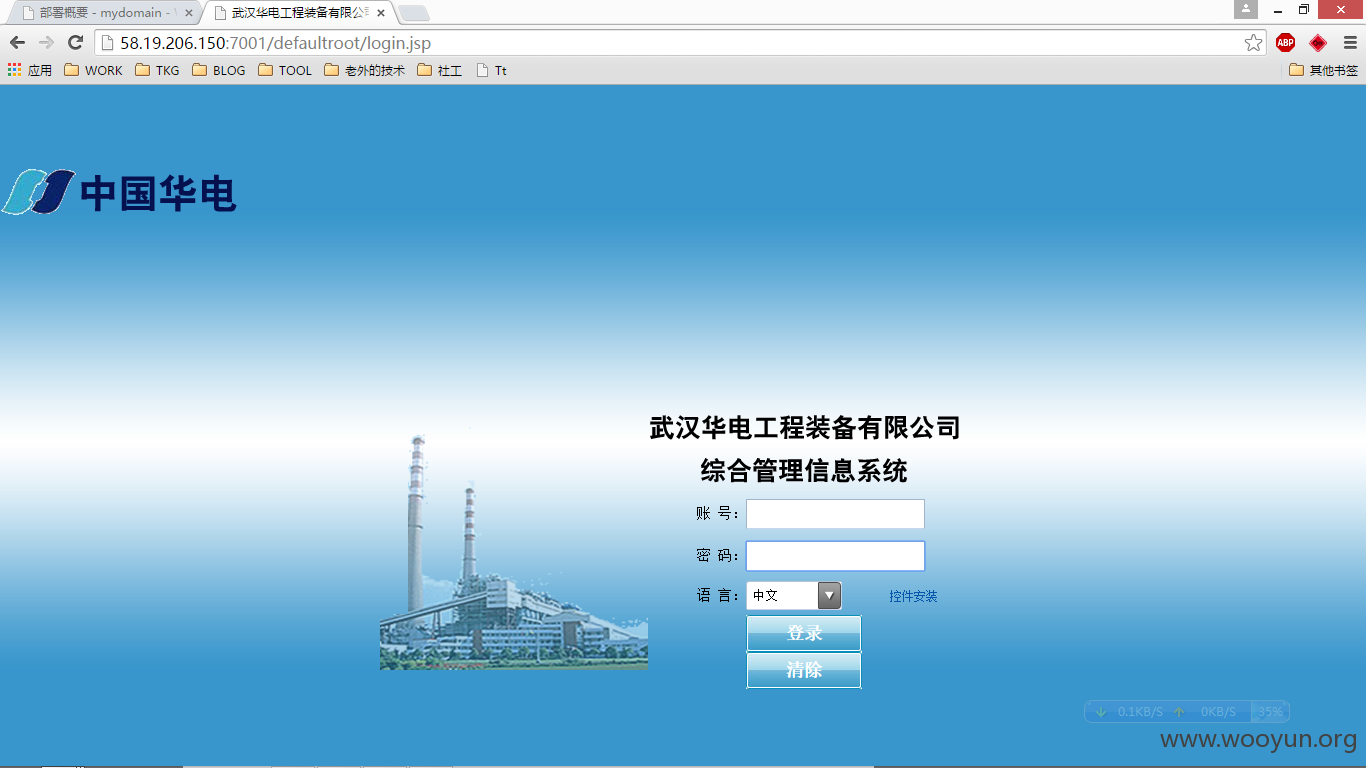 部署概要 - mydomain -
武汉华电工程装备有限公司
58.19.206.150:7001/defaultroot/login.jsp
ABP
应用 WORK TKG BLOG TOOL 老外的技术 社工 Tt 其他书签
中国华电
武汉华电工程装备有限公司
综合管理信息系统
账 号：
密 码：
语 言： 中文 控件安装
登录
清除
0.1KB/S 0KB/S 35%
www.wooyun.org